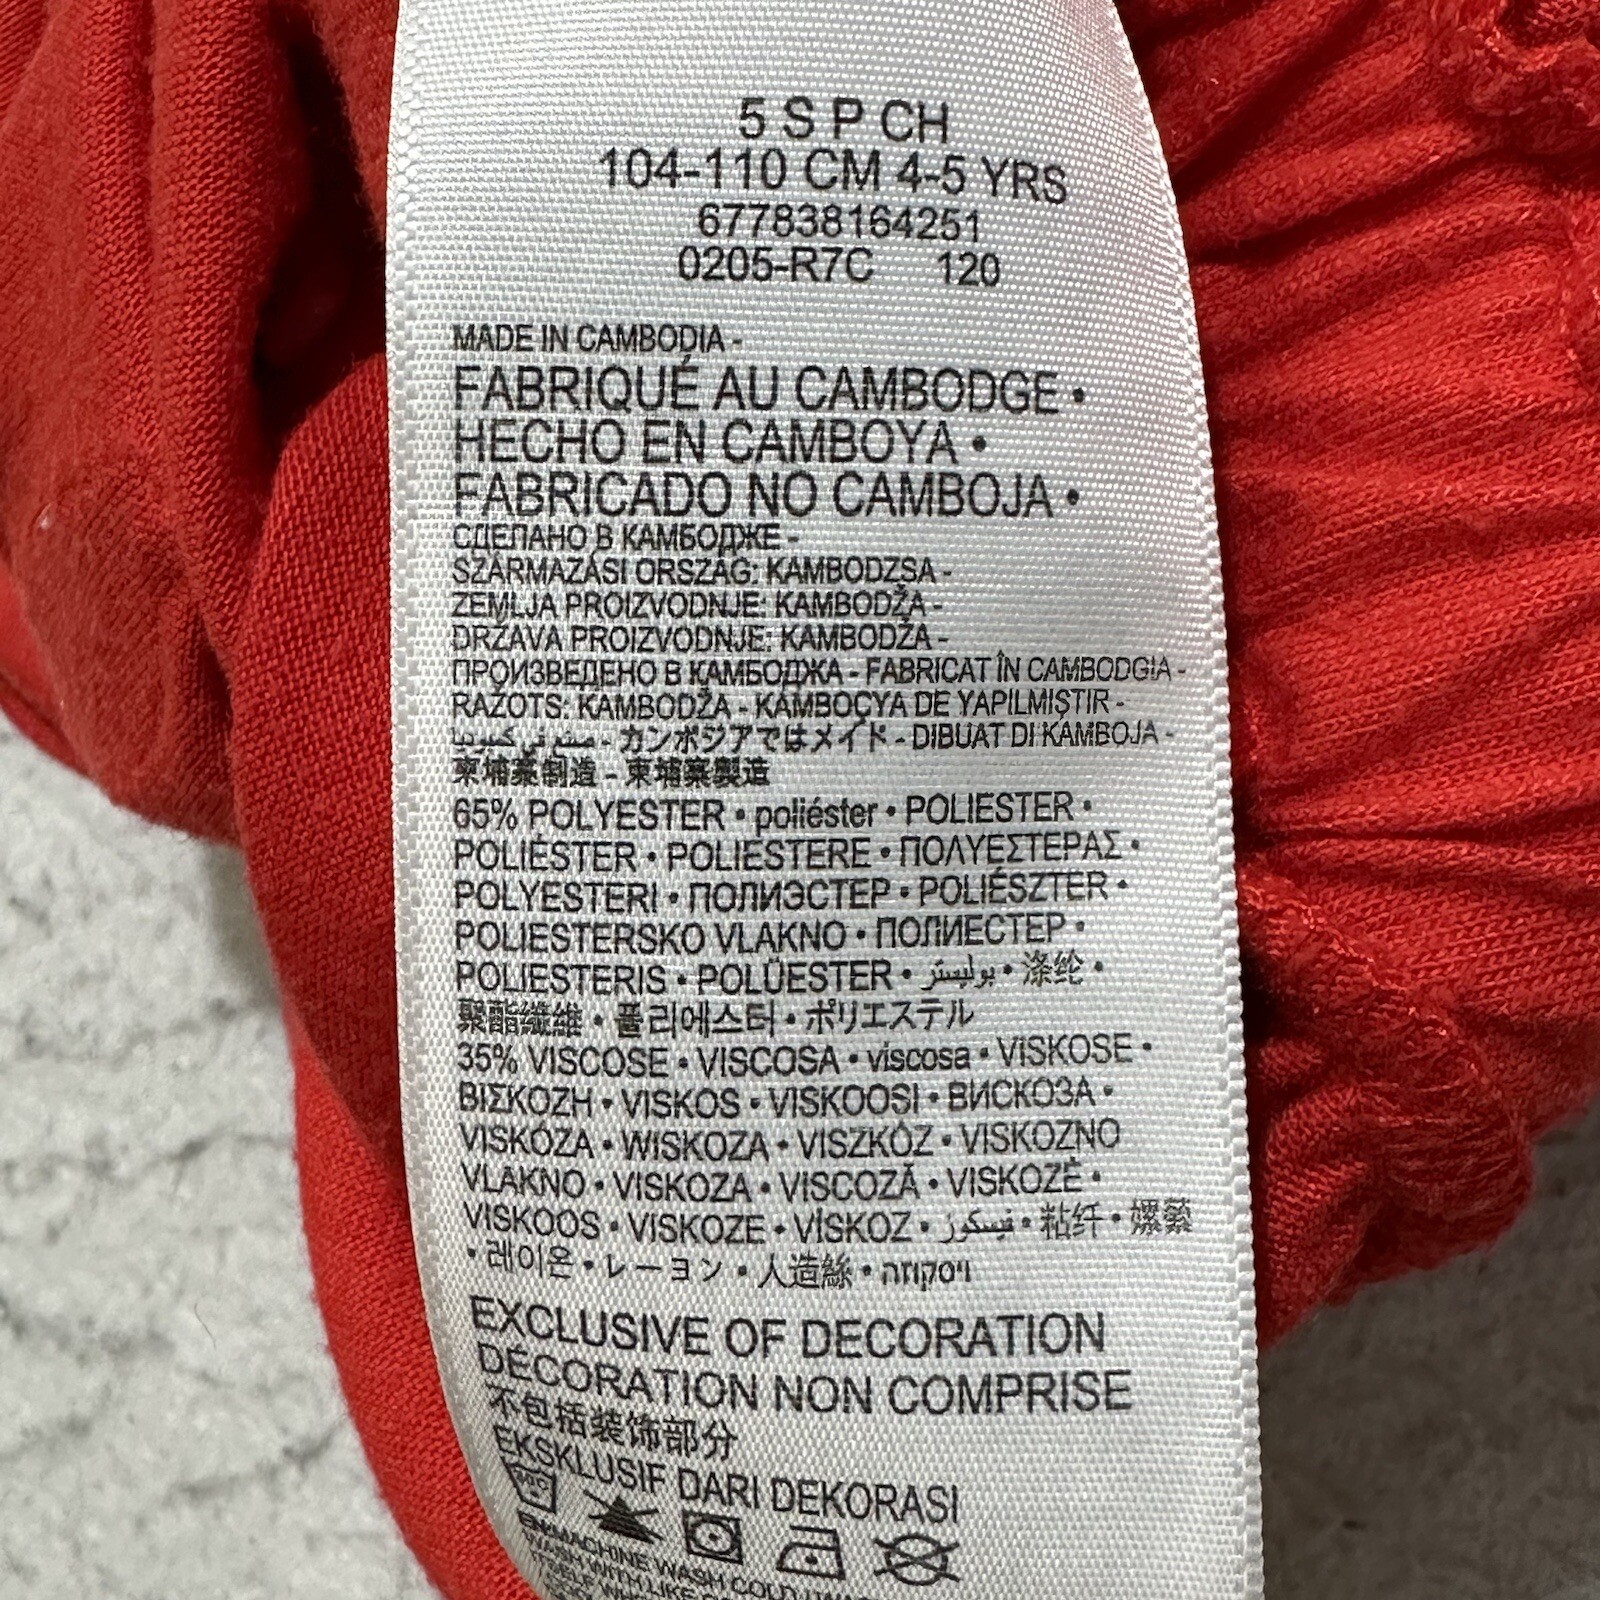 5 S P CH
104-110 CM 4-5 YRS
677838164251
0205-R7C 120
MADE IN CAMBODIA -
FABRIQUÉ AU CAMBODGE •
HECHO EN CAMBOYA •
FABRICADO NO CAMBOJA •
СДЕЛАНО В КАМБОДЖЕ -
SZÁRMAZÁSI ORSZÁG: KAMBODZSA -
ZEMLJA PROIZVODNJE: KAMBODŽA -
DRŽAVA PROIZVODNJE: KAMBODŽA -
ПРОИЗВЕДЕНО В КАМБОДЖА - FABRICAT ÎN CAMBODGIA -
RAŽOTS: KAMBODŽA - KAMBOÇYA DE YAPILMIŞTIR -
- カンボジアではメイド - DIBUAT DI KAMBOJA -
柬埔寨制造 - 柬埔寨製造
65% POLYESTER • poliéster • POLIESTER •
POLIÉSTER • POLIESTERE • ΠΟΛΥΕΣΤΕΡΑΣ •
POLYESTERI • ПОЛИЭСТЕР • POLIÉSZTER •
POLIESTERSKO VLAKNO • ПОЛИЕСТЕР •
POLIESTERIS • POLÜESTER • بوليستر • 涤纶 •
聚酯纖維 • 폴리에스터 • ポリエステル
35% VISCOSE • VISCOSA • viscosa • VISKOSE •
ΒΙΣΚΟΖΗ • VISKOS • VISKOOSI • ВИСКОЗА •
VISKÓZA • WISKOZA • VISZKÓZ • VISKOZNO
VLAKNO • VISKOZA • VISCOZĂ • VISKOZĖ •
VISKOOS • VISKOZE • VİSKOZ • فيسكوز • 粘纤 • 嫘縈
• 레이온 • レーヨン • 人造絲 • ויסקוזה
EXCLUSIVE OF DECORATION
DÉCORATION NON COMPRISE
不包括装饰部分
EKSKLUSIF DARI DEKORASI
EN•MACHINE WASH COLD
WASH WITH LIKE